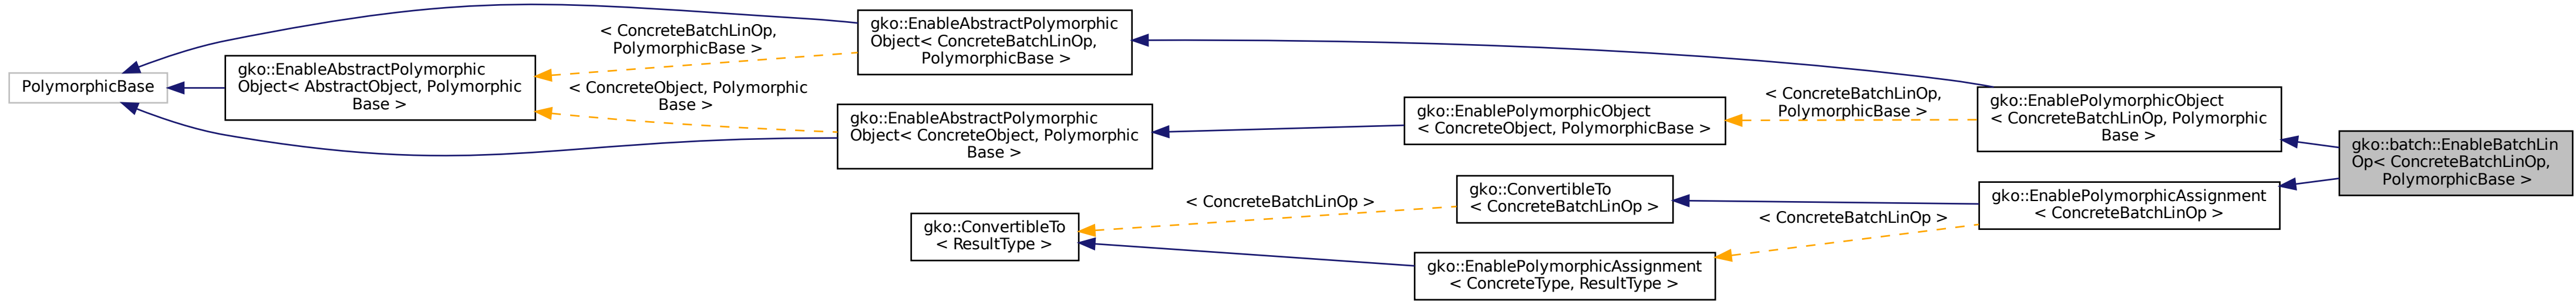 PolymorphicBase
gko::EnableAbstractPolymorphic
Object< AbstractObject, Polymorphic
Base >
< ConcreteBatchLinOp,
PolymorphicBase >
< ConcreteObject, Polymorphic
Base >
gko::EnableAbstractPolymorphic
Object< ConcreteBatchLinOp,
PolymorphicBase >
gko::EnableAbstractPolymorphic
Object< ConcreteObject, Polymorphic
Base >
gko::ConvertibleTo
< ResultType >
< ConcreteBatchLinOp >
gko::EnablePolymorphicObject
< ConcreteObject, PolymorphicBase >
gko::ConvertibleTo
< ConcreteBatchLinOp >
gko::EnablePolymorphicAssignment
< ConcreteType, ResultType >
< ConcreteBatchLinOp,
PolymorphicBase >
< ConcreteBatchLinOp >
gko::EnablePolymorphicObject
< ConcreteBatchLinOp, Polymorphic
Base >
gko::EnablePolymorphicAssignment
< ConcreteBatchLinOp >
gko::batch::EnableBatchLin
Op< ConcreteBatchLinOp,
PolymorphicBase >